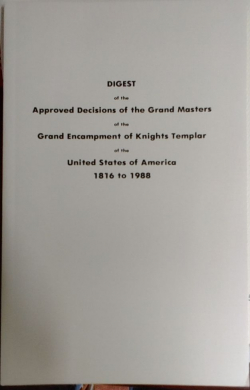 DIGEST
of the
Approved Decisions of the Grand Masters
of the
Grand Encampment of Knights Templar
of the
United States of America
1816 to 1988